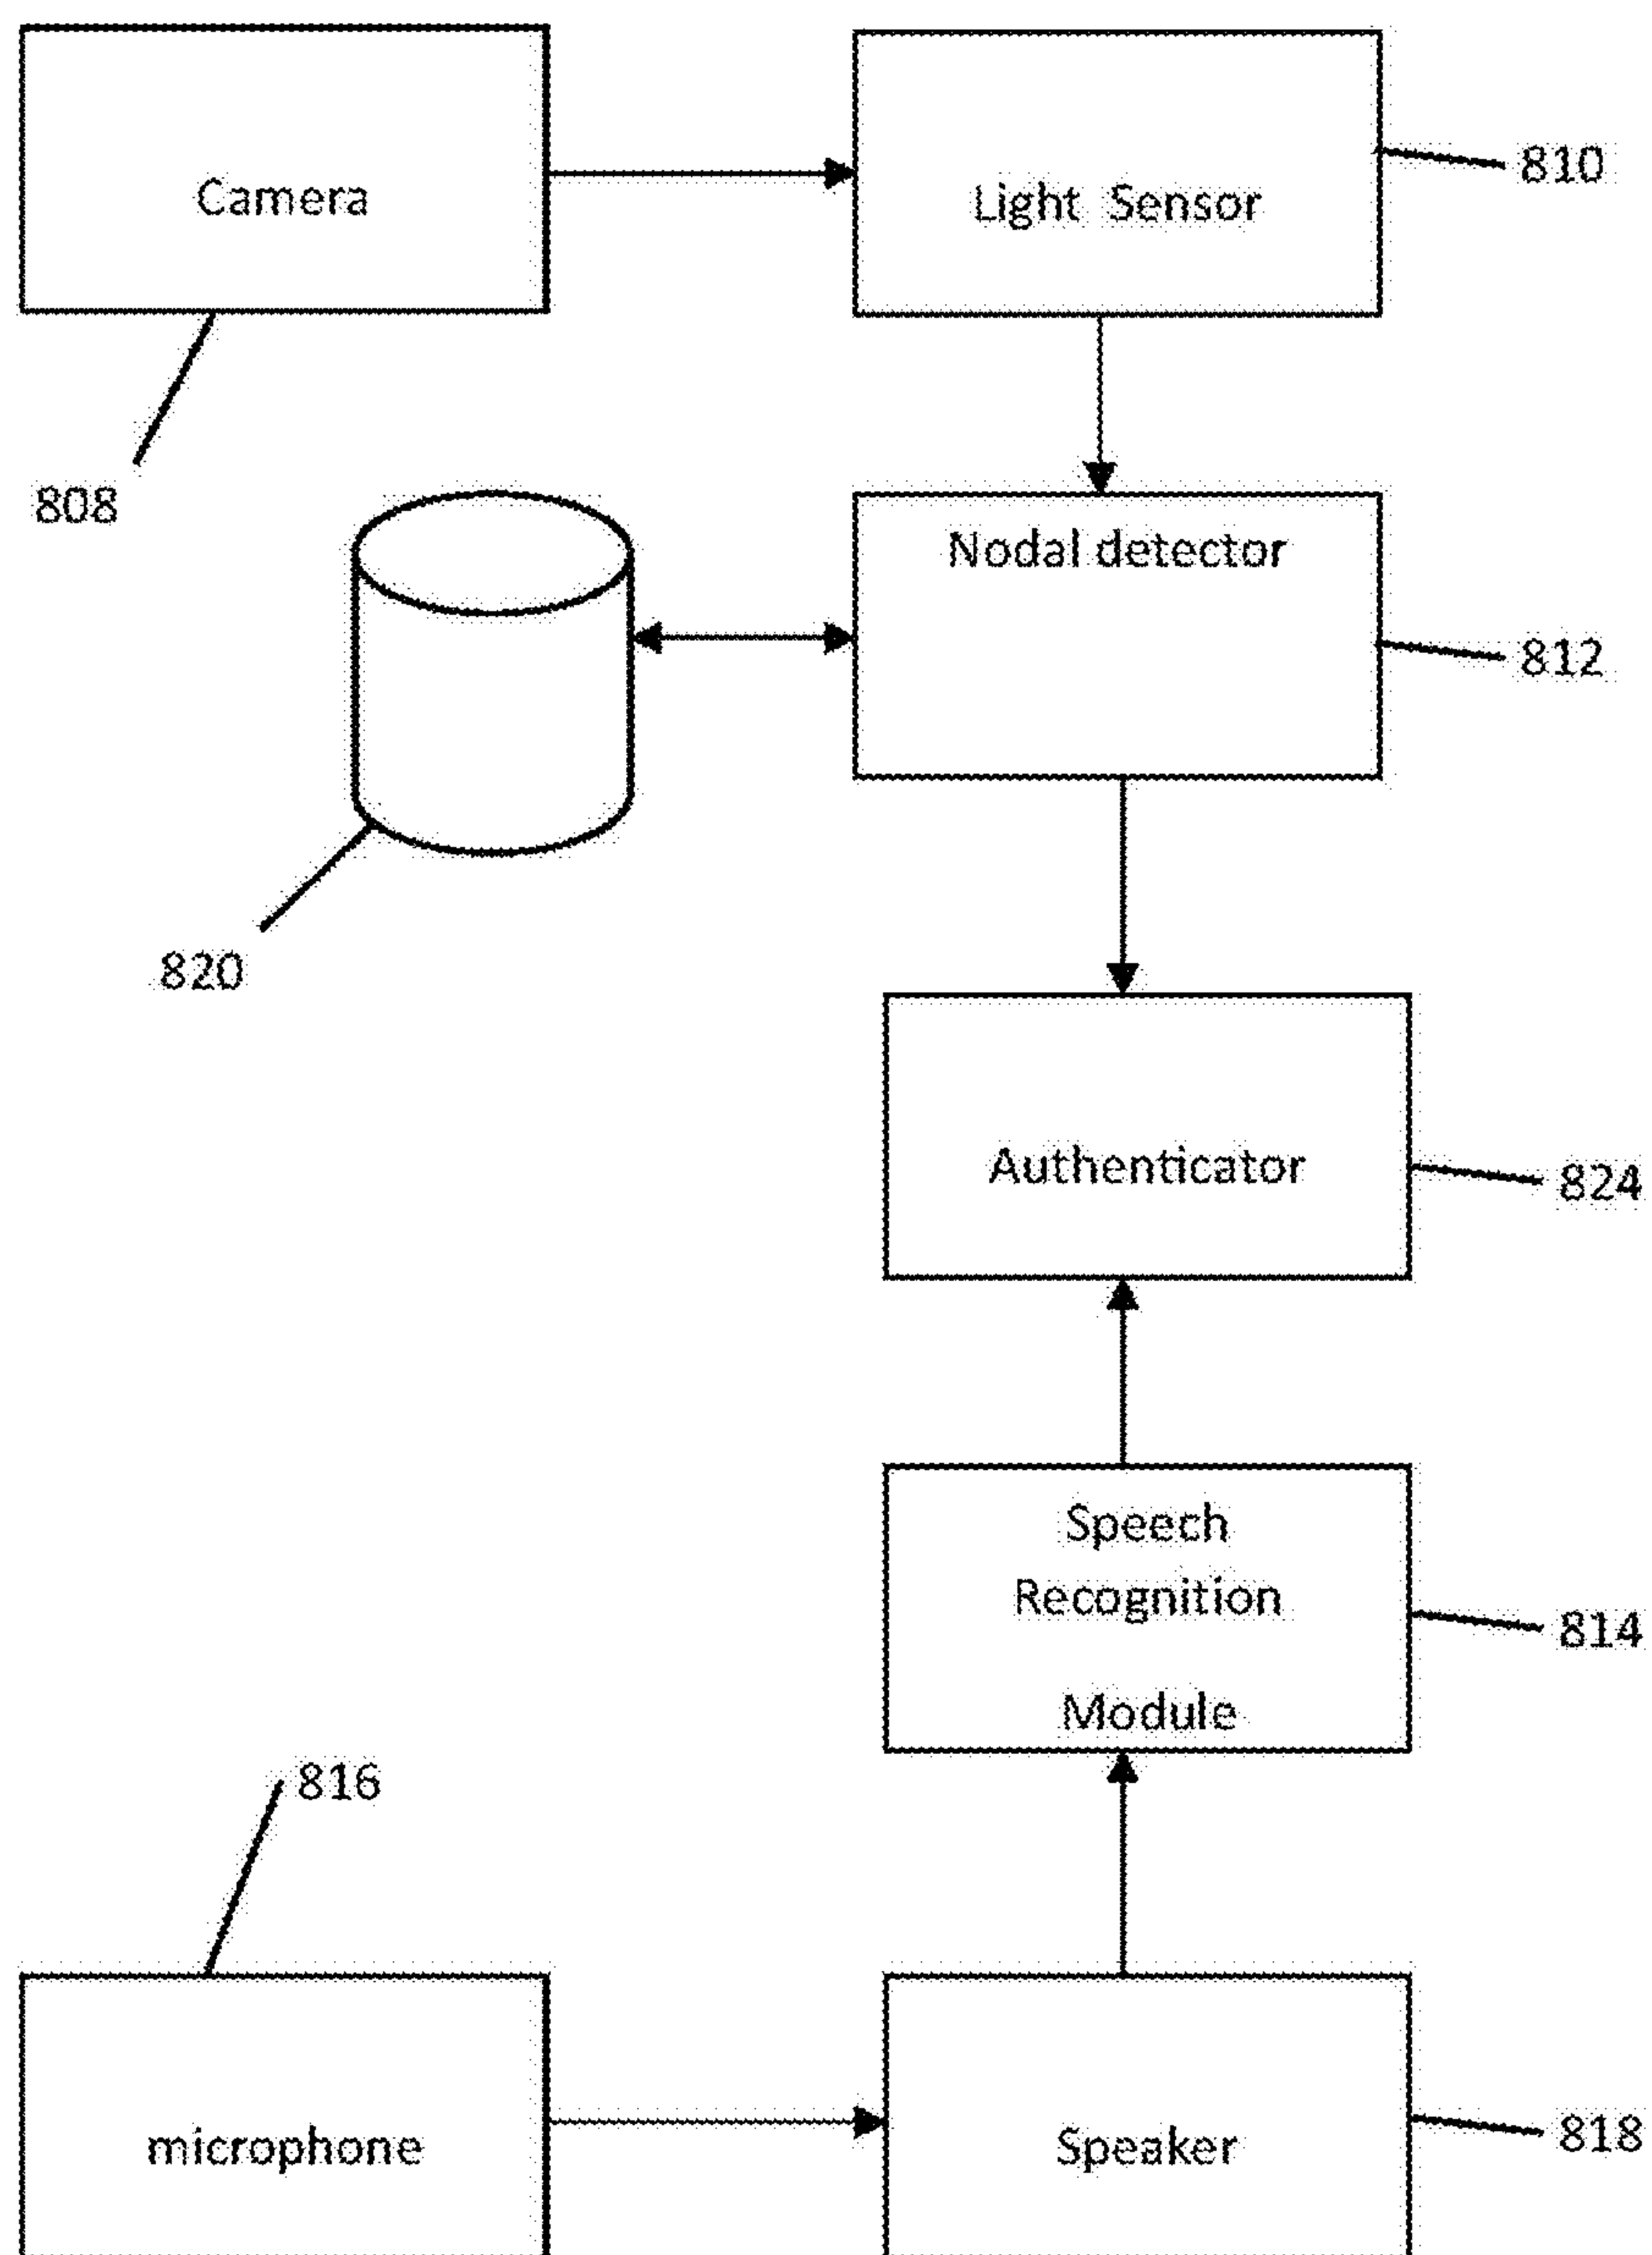 Camera
Light Sensor
810
808
Nodal detector
812
820
Authenticator
824
Speech
Recognition
Module
814
816
microphone
Speaker
818